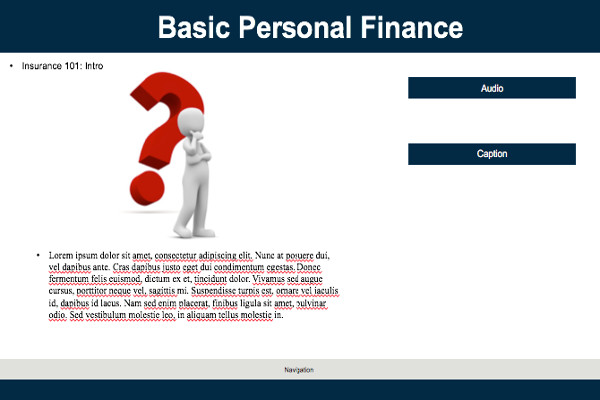 Basic Personal Finance
• Insurance 101: Intro
Audio
Caption
• Lorem ipsum dolor sit amet, consectetur adipiscing elit. Nunc at posuere dui,
vel dapibus ante. Cras dapibus justo eget dui condimentum egestas. Donec
fermentum felis euismod, dictum ex et, tincidunt dolor. Vivamus sed augue
cursus, porttitor neque vel, sagittis mi. Suspendisse turpis est, ornare vel iaculis
id, dapibus id lacus. Nam sed enim placerat, finibus ligula sit amet, pulvinar
odio. Sed vestibulum molestie leo, in aliquam tellus molestie in.
Navigation